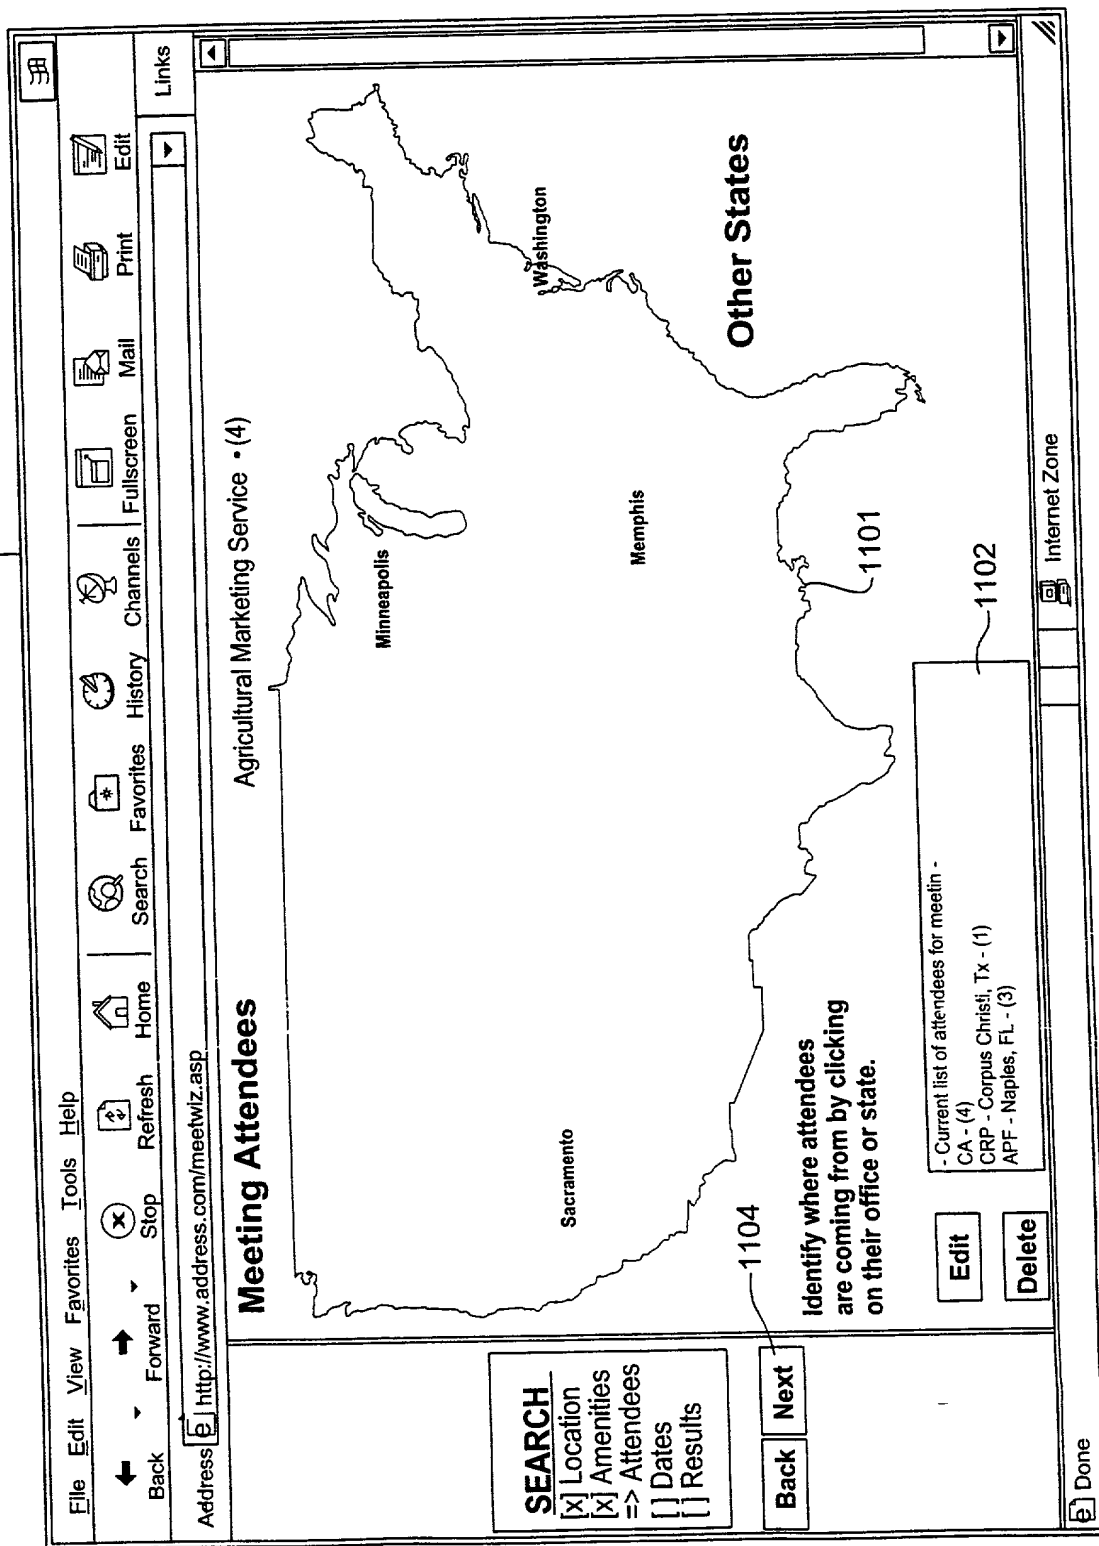 File Edit View Favorites Tools Help
Back Forward Stop Refresh Home Search Favorites History Channels Fullscreen Mail Print Edit
Address http://www.address.com/meetwiz.asp Links
Meeting Attendees
Agricultural Marketing Service • (4)
SEARCH
[x] Location
[x] Amenities
=> Attendees
[ ] Dates
[ ] Results
Back Next
1104
Minneapolis
Sacramento
Memphis
Washington
Other States
1101
Identify where attendees
are coming from by clicking
on their office or state.
Edit
Delete
- Current list of attendees for meetin -
CA - (4)
CRP - Corpus Christi, Tx - (1)
APF - Naples, FL - (3)
1102
Done
Internet Zone